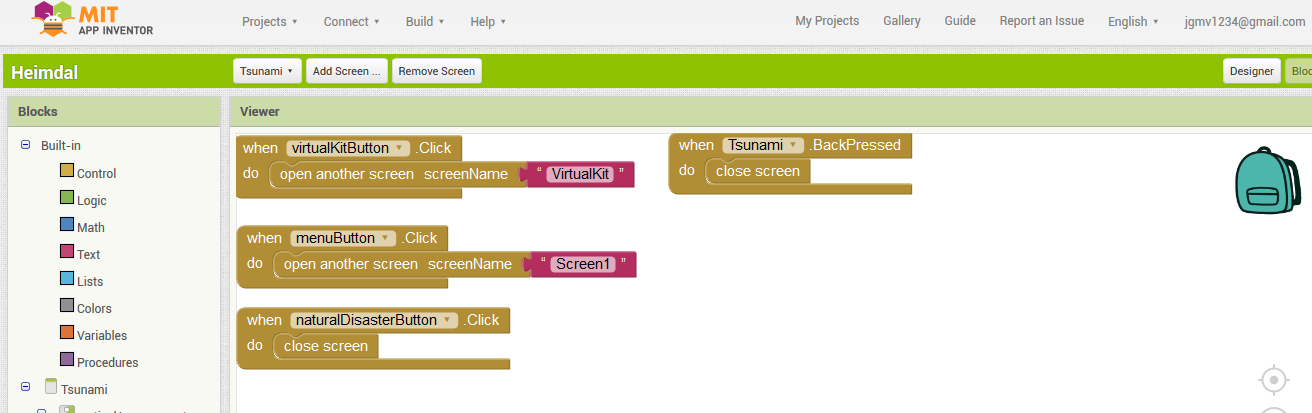 MIT
APP INVENTOR
Projects Connect Build Help
My Projects Gallery Guide Report an Issue English jgmv1234@gmail.com
Heimdal
Tsunami Add Screen ... Remove Screen
Designer Bloc
Blocks
Viewer
Built-in
Control
Logic
Math
Text
Lists
Colors
Variables
Procedures
Tsunami
when virtualKitButton .Click
do open another screen screenName " VirtualKit "
when Tsunami .BackPressed
do close screen
when menuButton .Click
do open another screen screenName " Screen1 "
when naturalDisasterButton .Click
do close screen